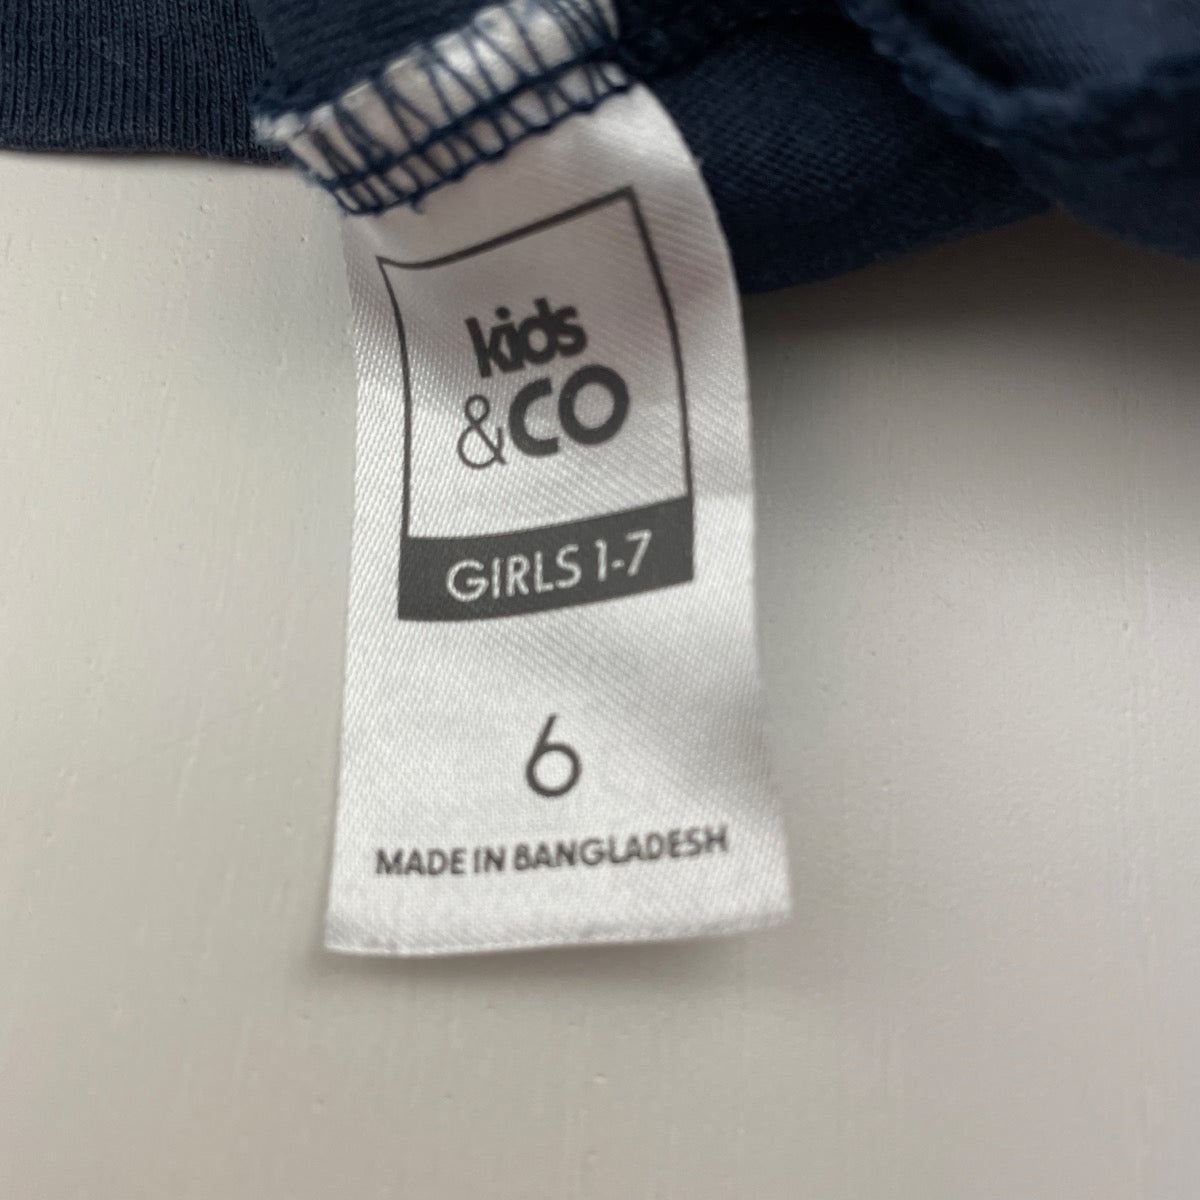 kids
&CO
GIRLS 1-7
6
MADE IN BANGLADESH